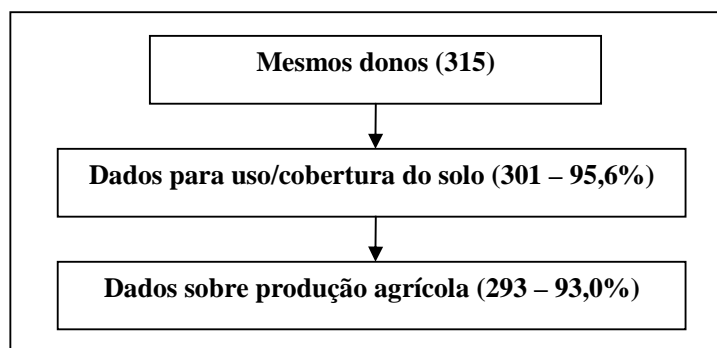 Mesmos donos (315)
Dados para uso/cobertura do solo (301 – 95,6%)
Dados sobre produção agrícola (293 – 93,0%)